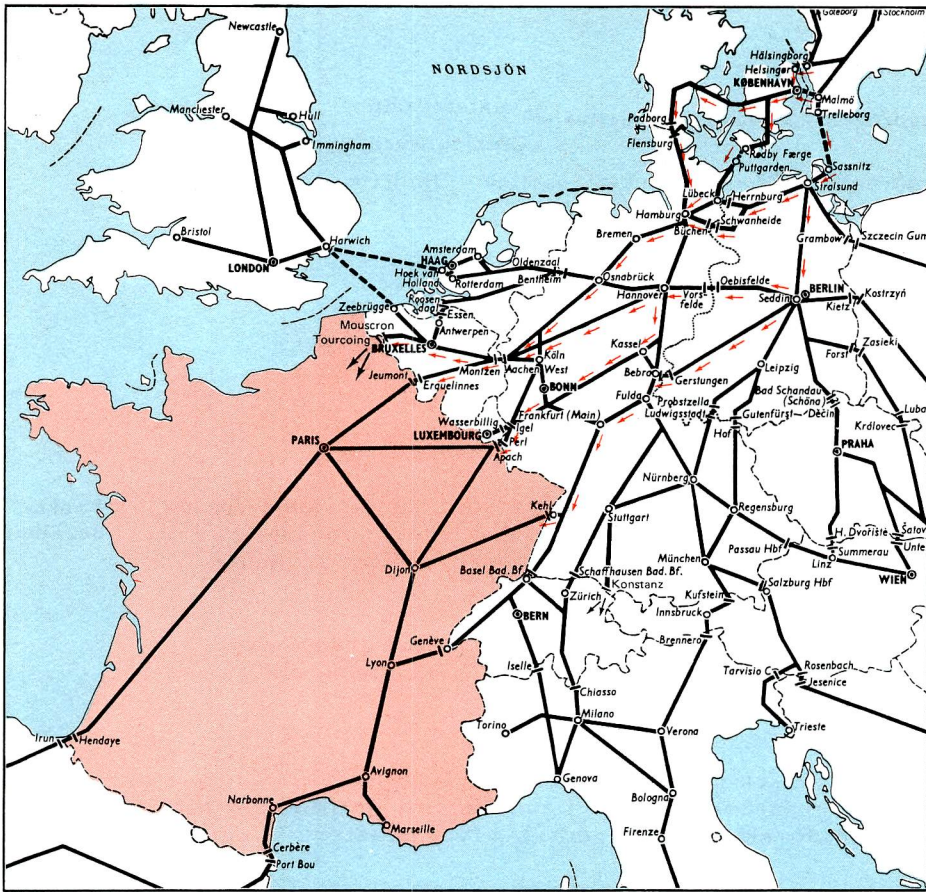 Göteborg
Stockholm
Newcastle
NORDSJÖN
Hälsingborg
Helsingør
KØBENHAVN
Malmö
Trelleborg
Manchester
Hull
Immingham
Padborg
Flensburg
Rødby Færge
Puttgarden
Sassnitz
Stralsund
Lübeck
Herrnburg
Hamburg
Schwanheide
Büchen
Bremen
Grambow
Szczecin Gum
Bristol
Harwich
LONDON
Amsterdam
HAAG
Hoek van
Holland
Rotterdam
Oldenzaal
Bentheim
Osnabrück
Hannover
Vors-
felde
Oebisfelde
BERLIN
Seddin
Kietz
Kostrzyń
Zeebrügge
Roosen
daal
Essen
Antwerpen
Mouscron
Tourcoing
BRUXELLES
Jeumont
Erquelinnes
Montzen
Aachen
Köln
West
BONN
Kassel
Bebra
Gerstungen
Fulda
Leipzig
Forst
Zasieki
Bad Schandau
(Schöna)
Dĕčin
Probstzella
Ludwigsstadt
Gutenfürst
Hof
Luba
Krdlovec
Wasserbillig
Igel
LUXEMBOURG
Perl
Apach
Frankfurt (Main)
PARIS
PRAHA
Nürnberg
Kehl
Stuttgart
Regensburg
H. Dvořiště
Summerau
Šatov
Unte
Passau Hbf
Linz
WIEN
Dijon
Basel Bad. Bf
Schaffhausen Bad. Bf.
Konstanz
Zürich
München
Salzburg Hbf
Kufstein
Innsbruck
BERN
Brennero
Genève
Lyon
Iselle
Chiasso
Tarvisio C
Rosenbach
Jesenice
Irun
Hendaye
Torino
Milano
Verona
Trieste
Avignon
Genova
Bologna
Narbonne
Marseille
Firenze
Cerbère
Port Bou